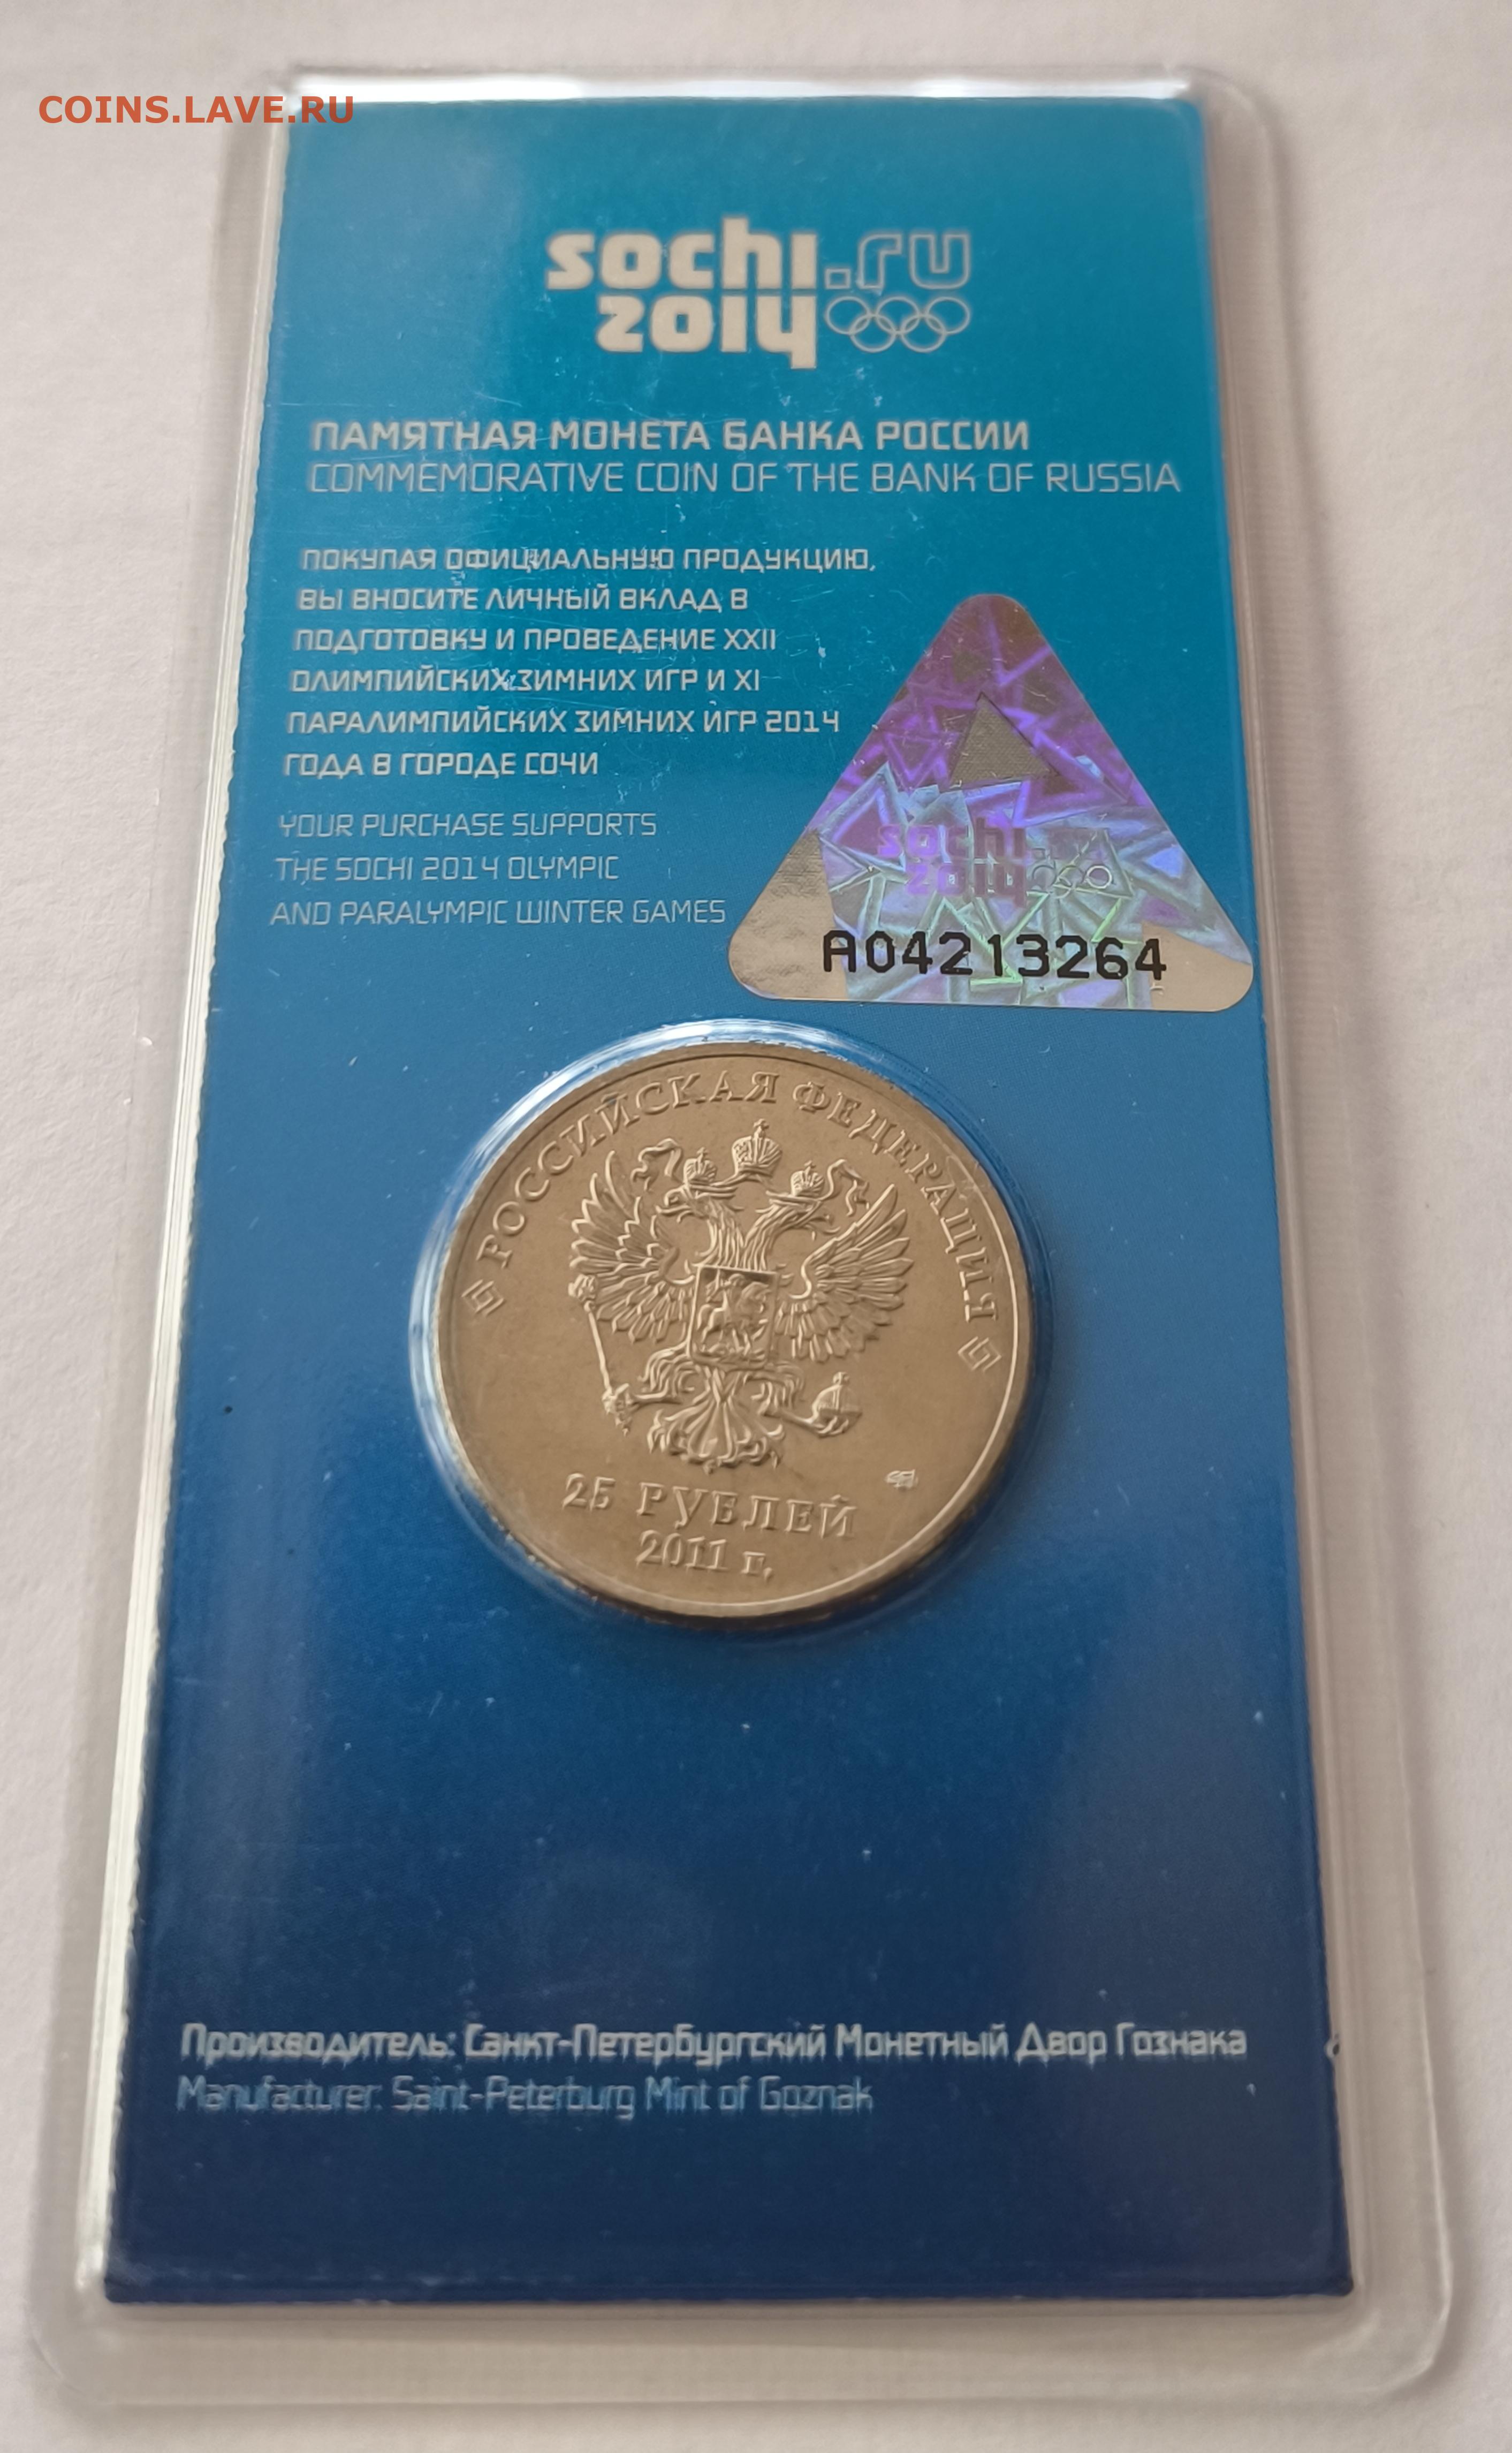 COINS.LAVE.RU
sochi.ru
2014
ПАМЯТНАЯ МОНЕТА БАНКА РОССИИ
COMMEMORATIVE COIN OF THE BANK OF RUSSIA
ПОКУПАЯ ОФИЦИАЛЬНУЮ ПРОДУКЦИЮ,
ВЫ ВНОСИТЕ ЛИЧНЫЙ ВКЛАД В
ПОДГОТОВКУ И ПРОВЕДЕНИЕ XXII
ОЛИМПИЙСКИХ ЗИМНИХ ИГР И XI
ПАРАЛИМПИЙСКИХ ЗИМНИХ ИГР 2014
ГОДА В ГОРОДЕ СОЧИ
YOUR PURCHASE SUPPORTS
THE SOCHI 2014 OLYMPIC
AND PARALYMPIC WINTER GAMES
sochi.ru
2014
A04213264
РОССИЙСКАЯ ФЕДЕРАЦИЯ
25 РУБЛЕЙ
2011 г.
Производитель: Санкт-Петербургский Монетный Двор Гознака
Manufacturer: Saint-Peterburg Mint of Goznak